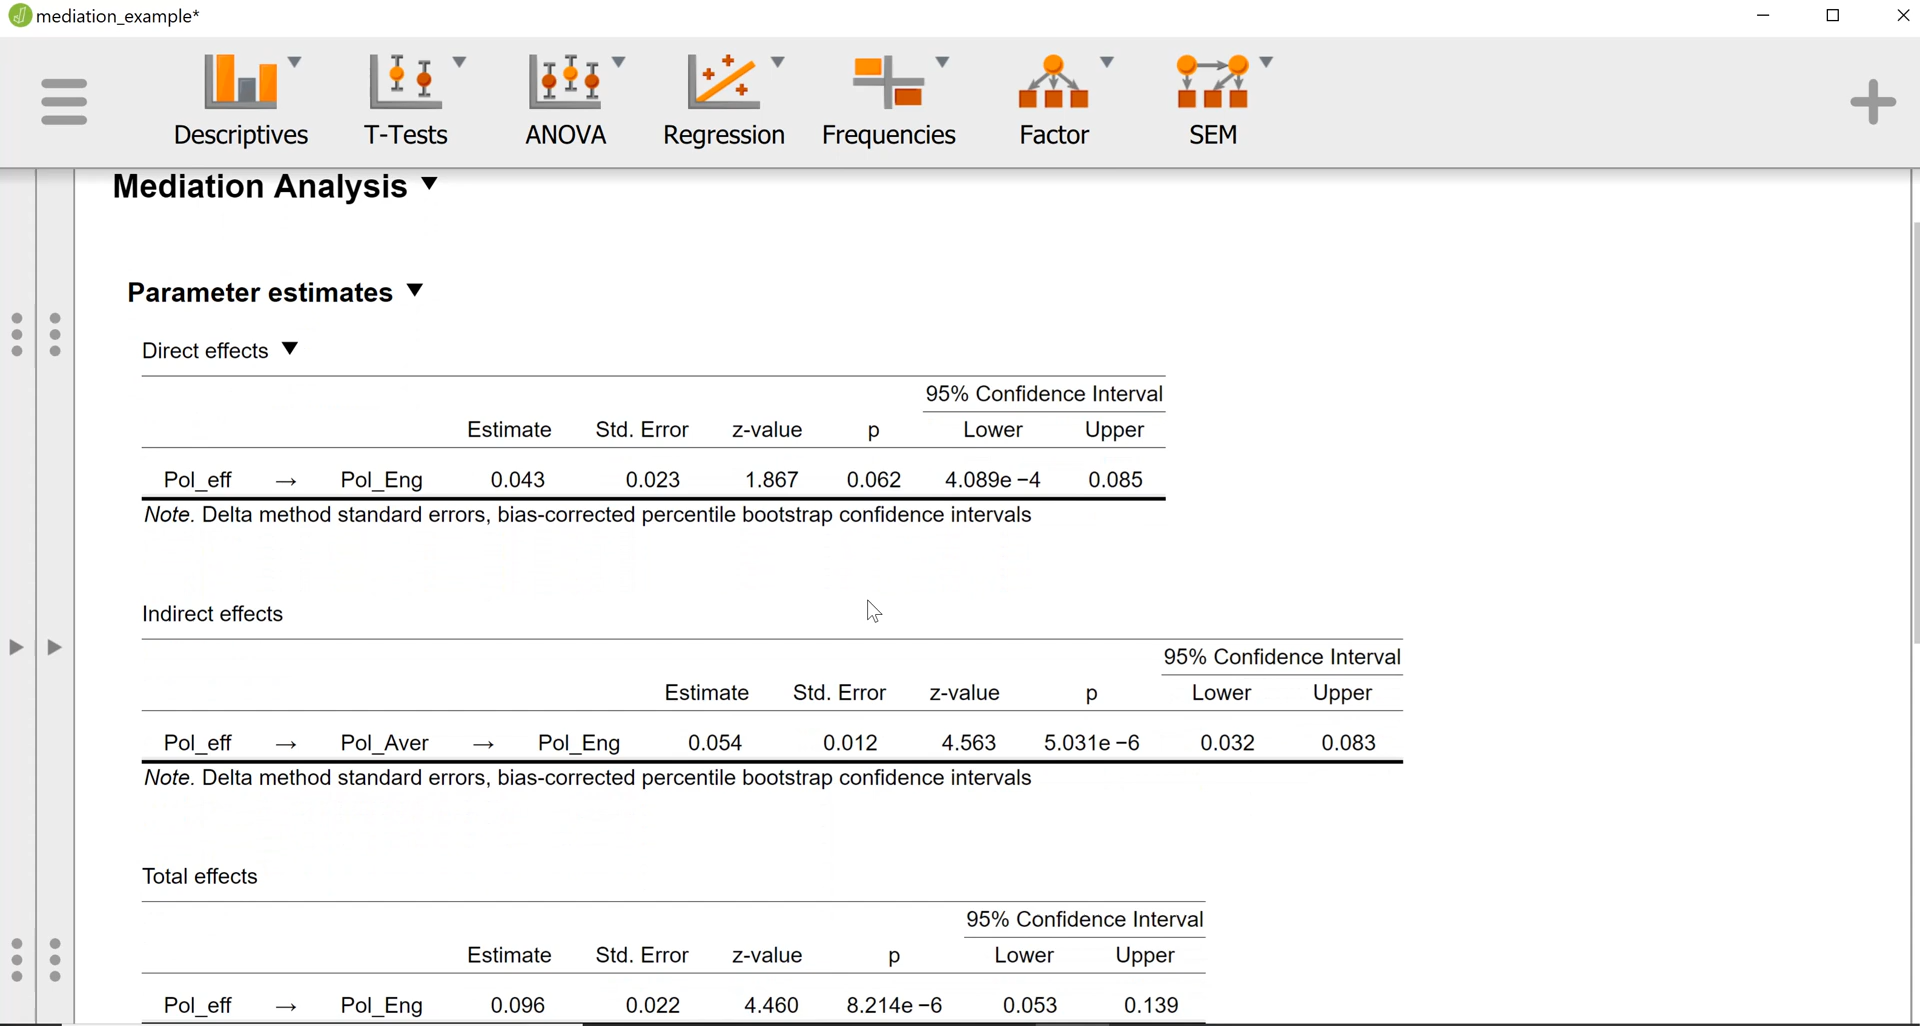 mediation_example*
Descriptives T-Tests ANOVA Regression Frequencies Factor SEM
Mediation Analysis ▼
Parameter estimates ▼
Direct effects ▼
95% Confidence Interval
Estimate Std. Error z-value p Lower Upper
Pol_eff → Pol_Eng 0.043 0.023 1.867 0.062 4.089e −4 0.085
Note. Delta method standard errors, bias-corrected percentile bootstrap confidence intervals
Indirect effects
95% Confidence Interval
Estimate Std. Error z-value p Lower Upper
Pol_eff → Pol_Aver → Pol_Eng 0.054 0.012 4.563 5.031e −6 0.032 0.083
Note. Delta method standard errors, bias-corrected percentile bootstrap confidence intervals
Total effects
95% Confidence Interval
Estimate Std. Error z-value p Lower Upper
Pol_eff → Pol_Eng 0.096 0.022 4.460 8.214e −6 0.053 0.139